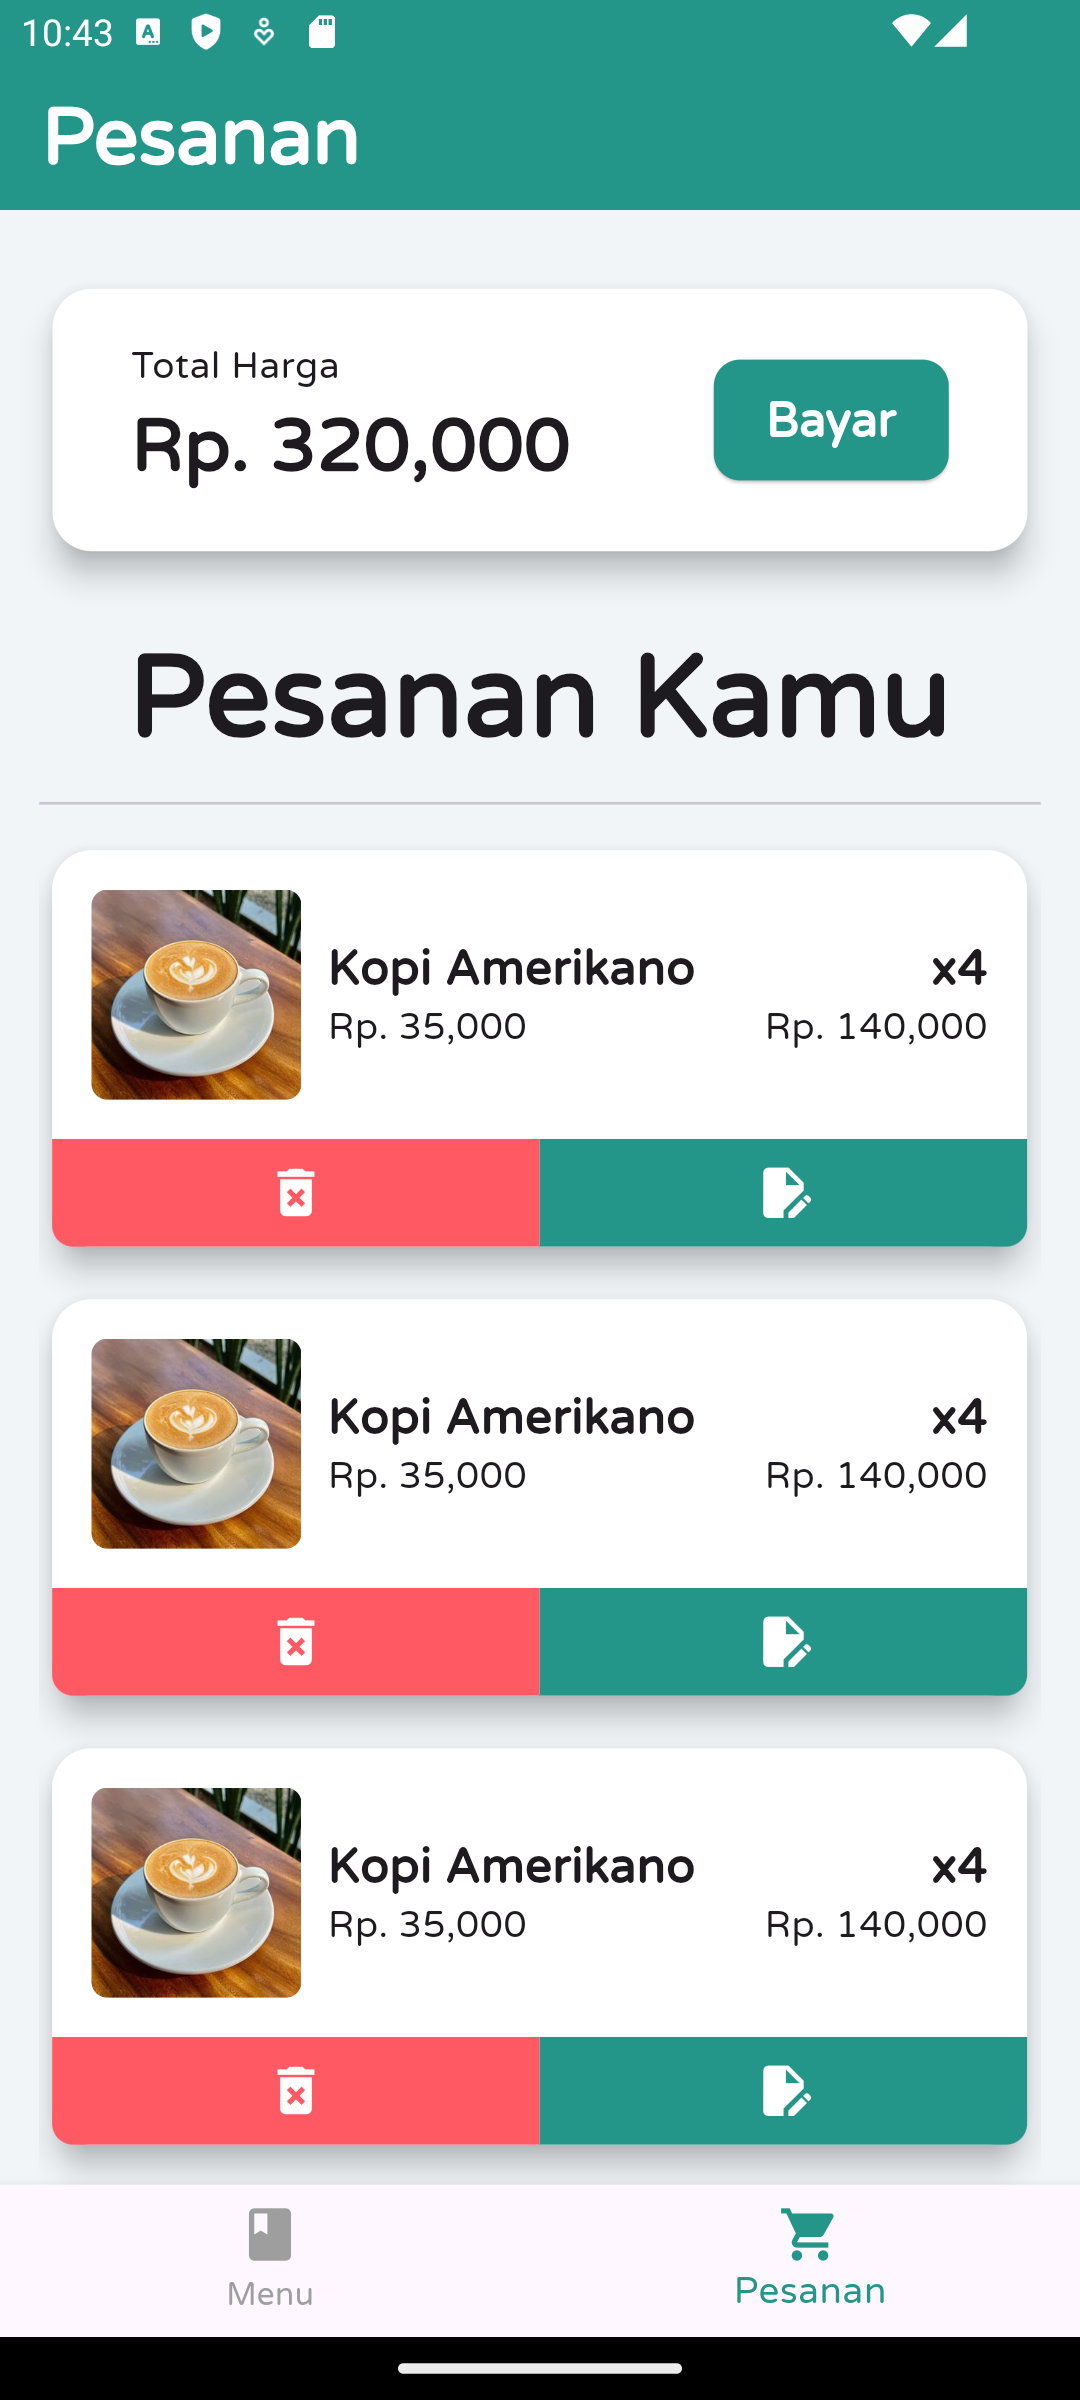 10:43
Pesanan
Total Harga
Rp. 320,000
Bayar
Pesanan Kamu
Kopi Amerikano
x4
Rp. 35,000
Rp. 140,000
Kopi Amerikano
x4
Rp. 35,000
Rp. 140,000
Kopi Amerikano
x4
Rp. 35,000
Rp. 140,000
Menu
Pesanan